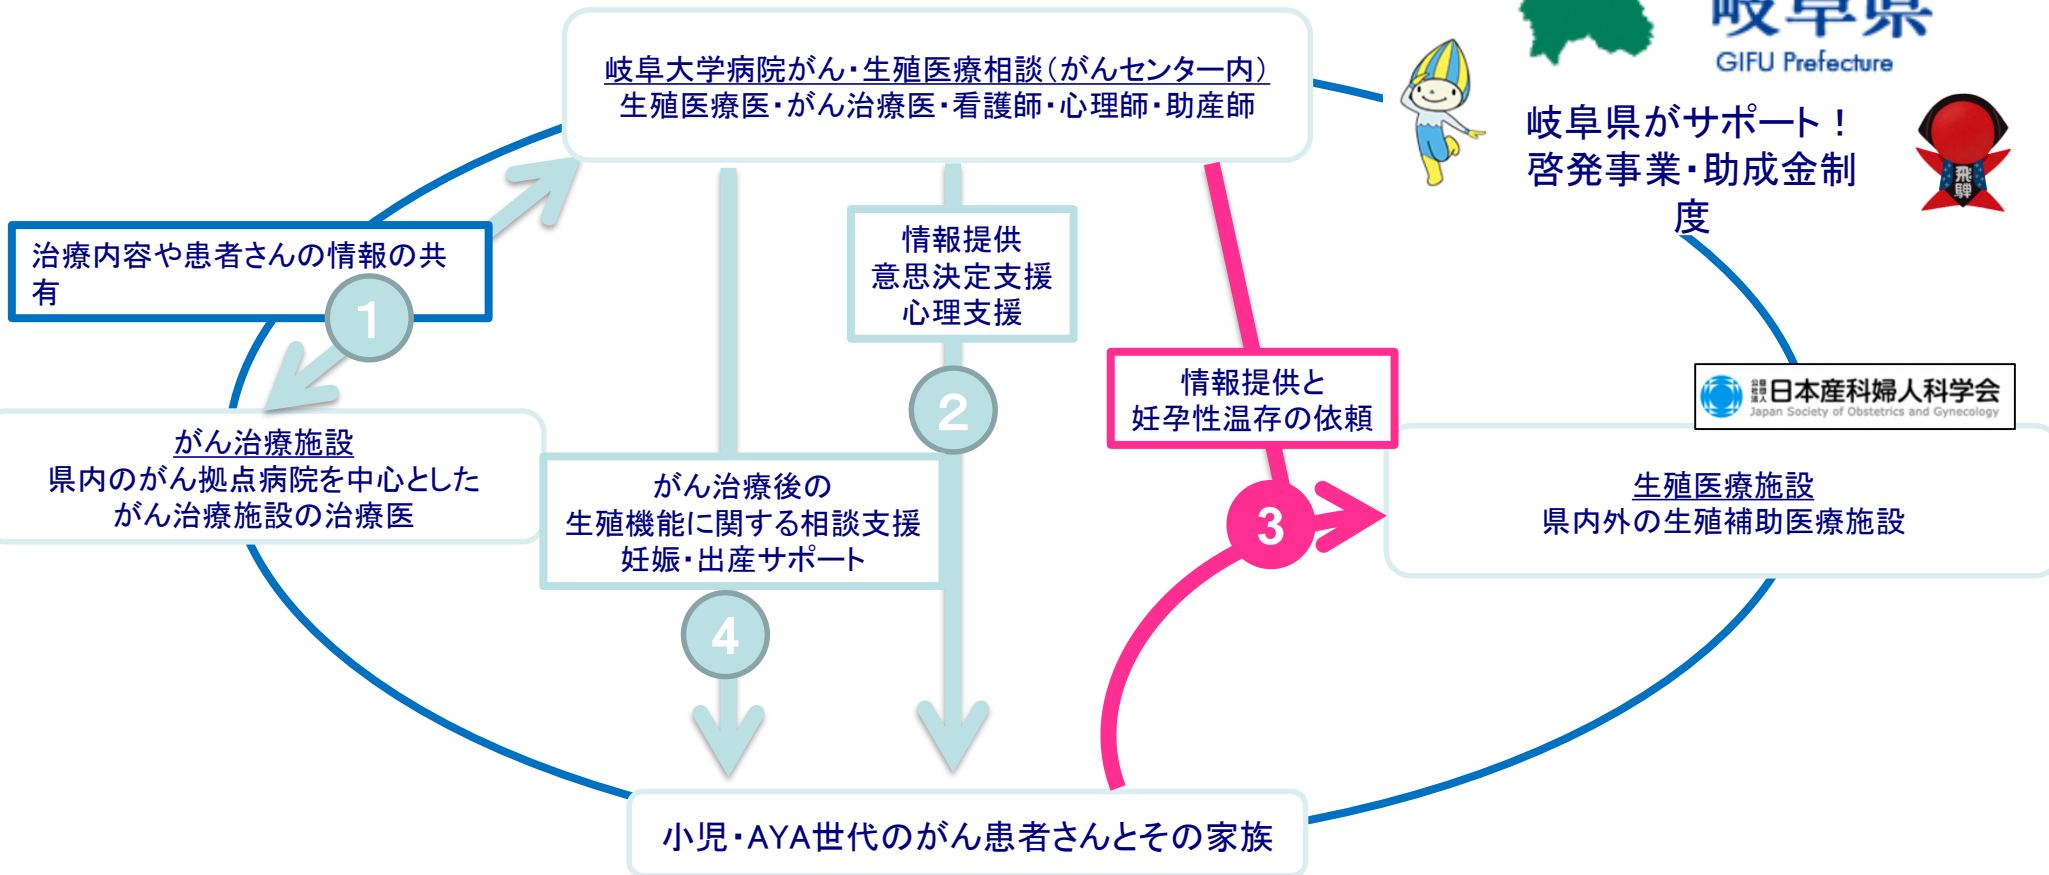 岐阜県
GIFU Prefecture
岐阜大学病院がん・生殖医療相談（がんセンター内）
生殖医療医・がん治療医・看護師・心理師・助産師
岐阜県がサポート！
啓発事業・助成金制
度
飛騨
治療内容や患者さんの情報の共
有
1
情報提供
意思決定支援
心理支援
2
情報提供と
妊孕性温存の依頼
3
公益社団法人 日本産科婦人科学会
Japan Society of Obstetrics and Gynecology
がん治療施設
県内のがん拠点病院を中心とした
がん治療施設の治療医
がん治療後の
生殖機能に関する相談支援
妊娠・出産サポート
4
生殖医療施設
県内外の生殖補助医療施設
小児・AYA世代のがん患者さんとその家族